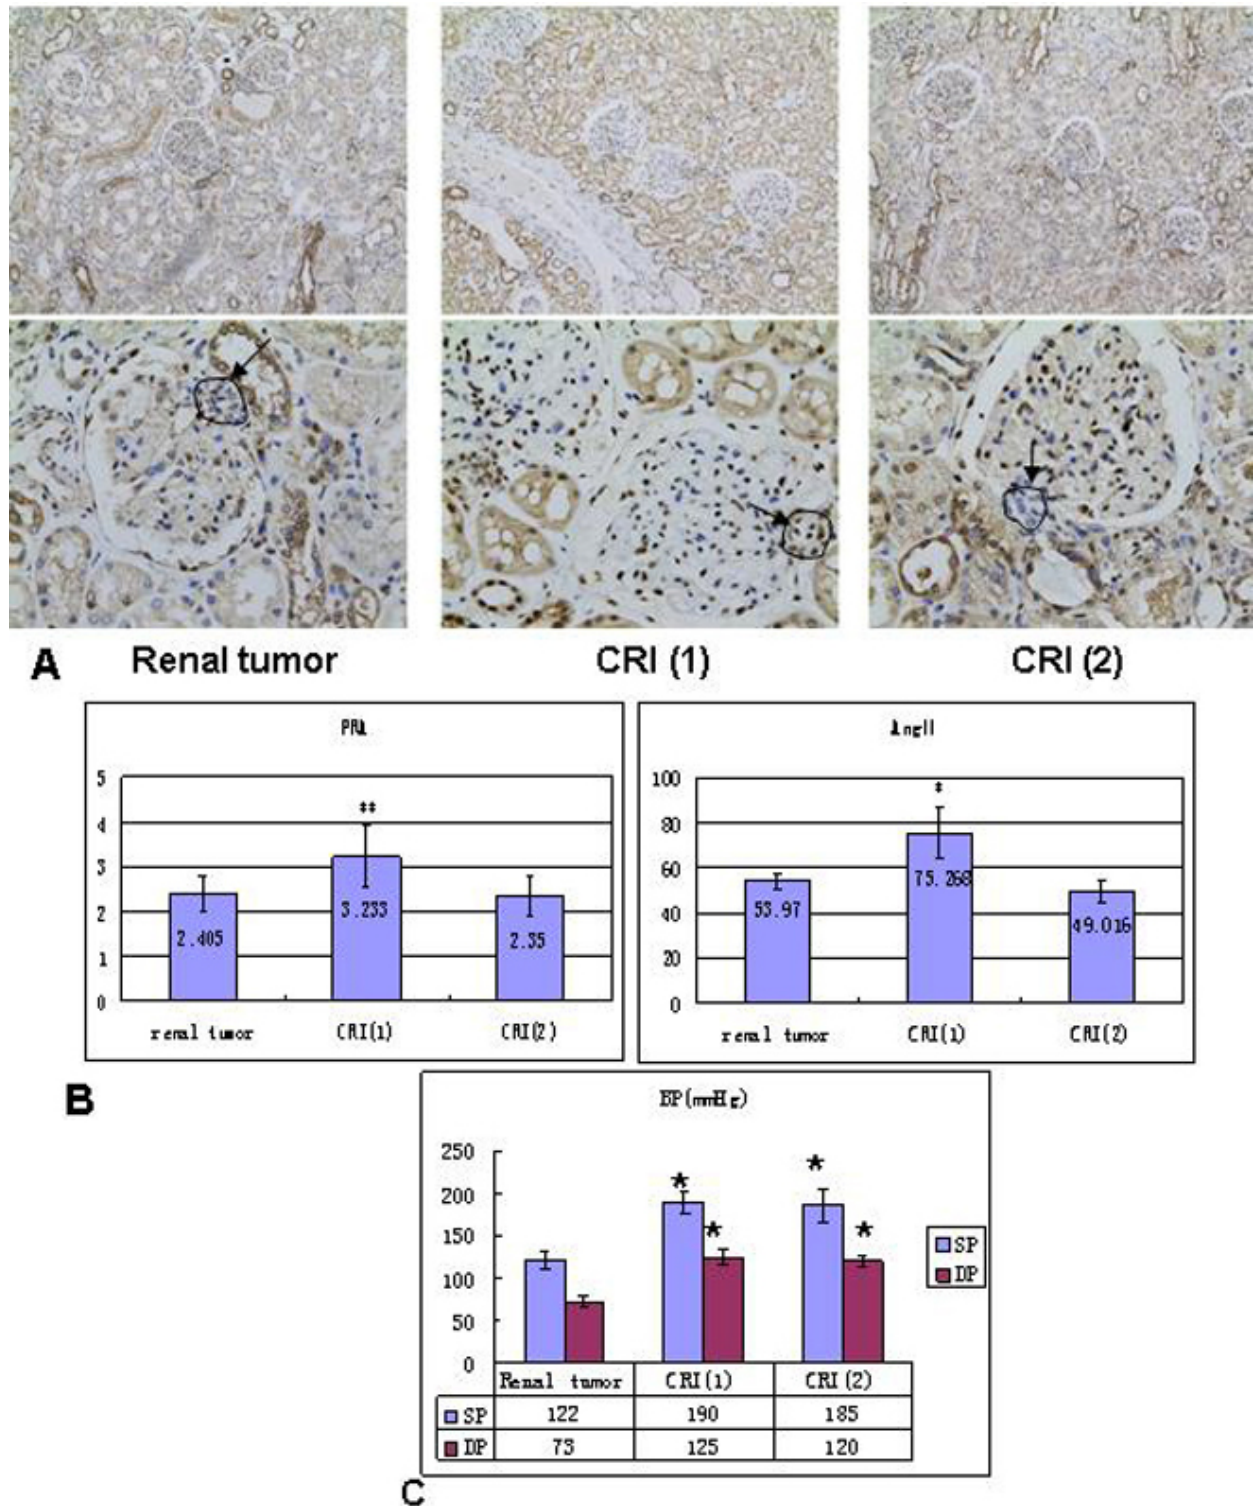 A Renal tumor CRI (1) CRI (2)
PRA
5
4
3
2
1
0
‡‡
2.405
3.233
2.35
renal tumor CRI(1) CRI(2)
AngII
100
80
60
40
20
0
‡
53.97
75.268
49.016
renal tumor CRI(1) CRI(2)
B
BP(mmHg)
250
200
150
100
50
0
★ ★ ★ ★
SP
DP
Renal tumor CRI(1) CRI(2)
SP 122 190 185
DP 73 125 120
C